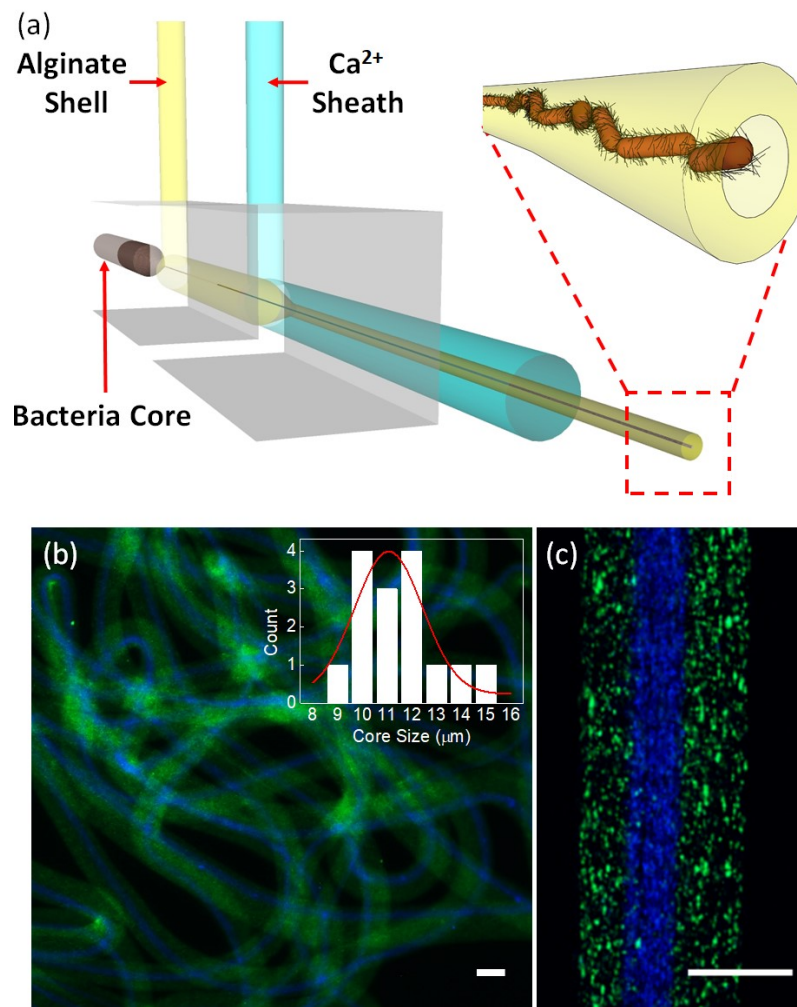 (a)
Alginate
Shell
Ca²⁺
Sheath
Bacteria Core
(b)
4
3
2
1
0
Count
8 9 10 11 12 13 14 15 16
Core Size (μm)
(c)